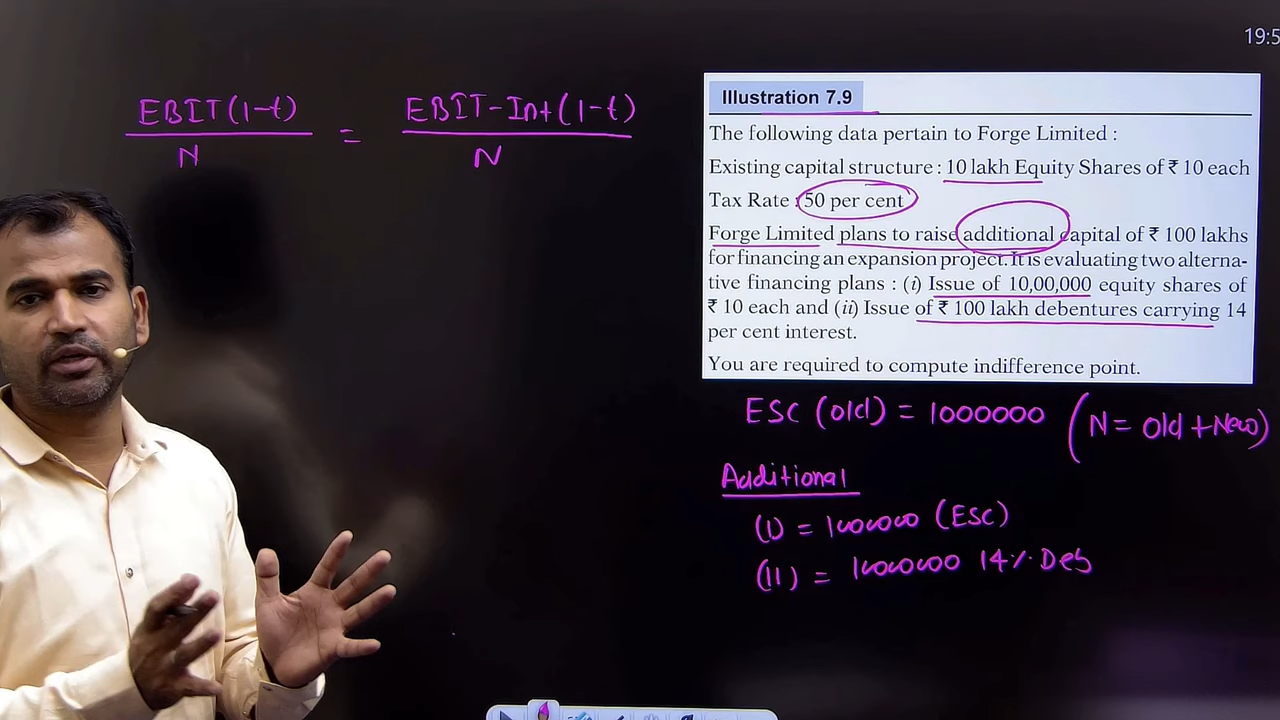 19:5
EBIT(1-t) = EBIT-Int(1-t)
N N
Illustration 7.9
The following data pertain to Forge Limited :
Existing capital structure : 10 lakh Equity Shares of ₹ 10 each
Tax Rate : 50 per cent
Forge Limited plans to raise additional capital of ₹ 100 lakhs
for financing an expansion project. It is evaluating two alterna-
tive financing plans : (i) Issue of 10,00,000 equity shares of
₹ 10 each and (ii) Issue of ₹ 100 lakh debentures carrying 14
per cent interest.
You are required to compute indifference point.
ESC (old) = 1000000 (N = Old + New)
Additional
(I) = 1000000 (ESC)
(II) = 10000000 14% Deb